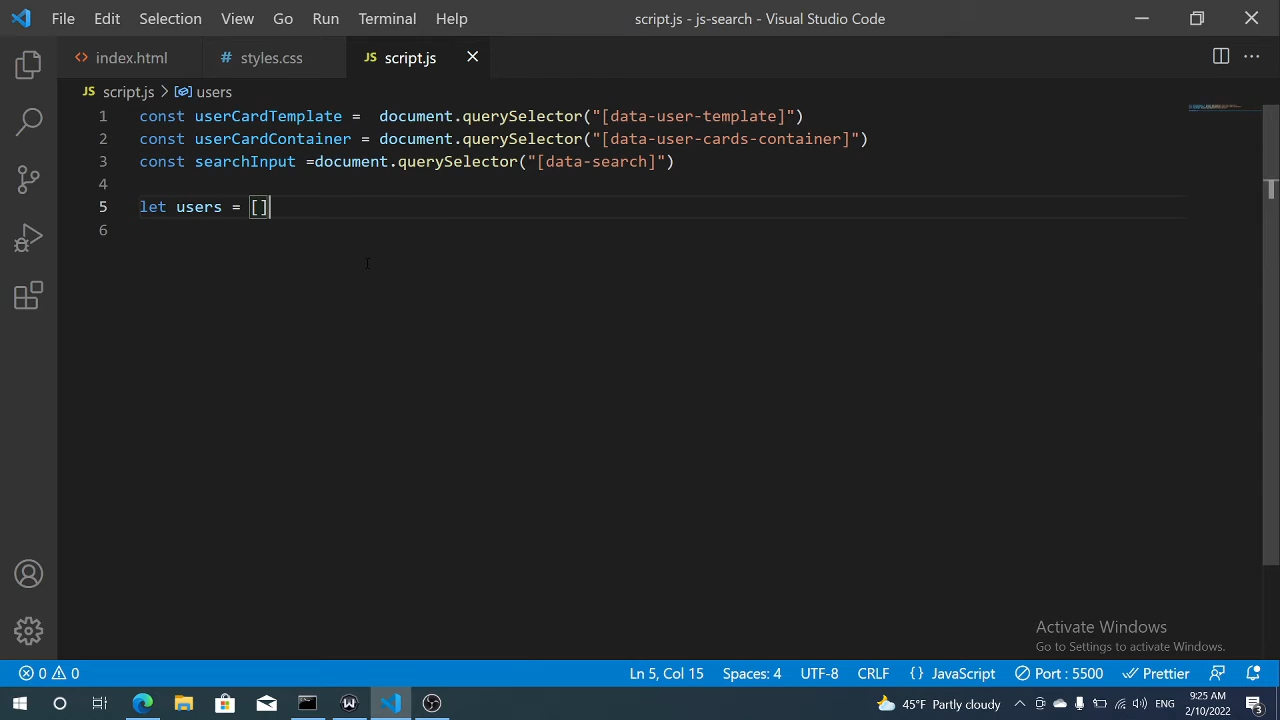 File Edit Selection View Go Run Terminal Help script.js - js-search - Visual Studio Code
<> index.html # styles.css JS script.js
JS script.js > users
1 const userCardTemplate =  document.querySelector("[data-user-template]")
2 const userCardContainer = document.querySelector("[data-user-cards-container]")
3 const searchInput =document.querySelector("[data-search]")
4
5 let users = []
6
Activate Windows
Go to Settings to activate Windows.
0 0 Ln 5, Col 15 Spaces: 4 UTF-8 CRLF {} JavaScript Port : 5500 Prettier
45°F Partly cloudy ENG 9:25 AM
2/10/2022 3